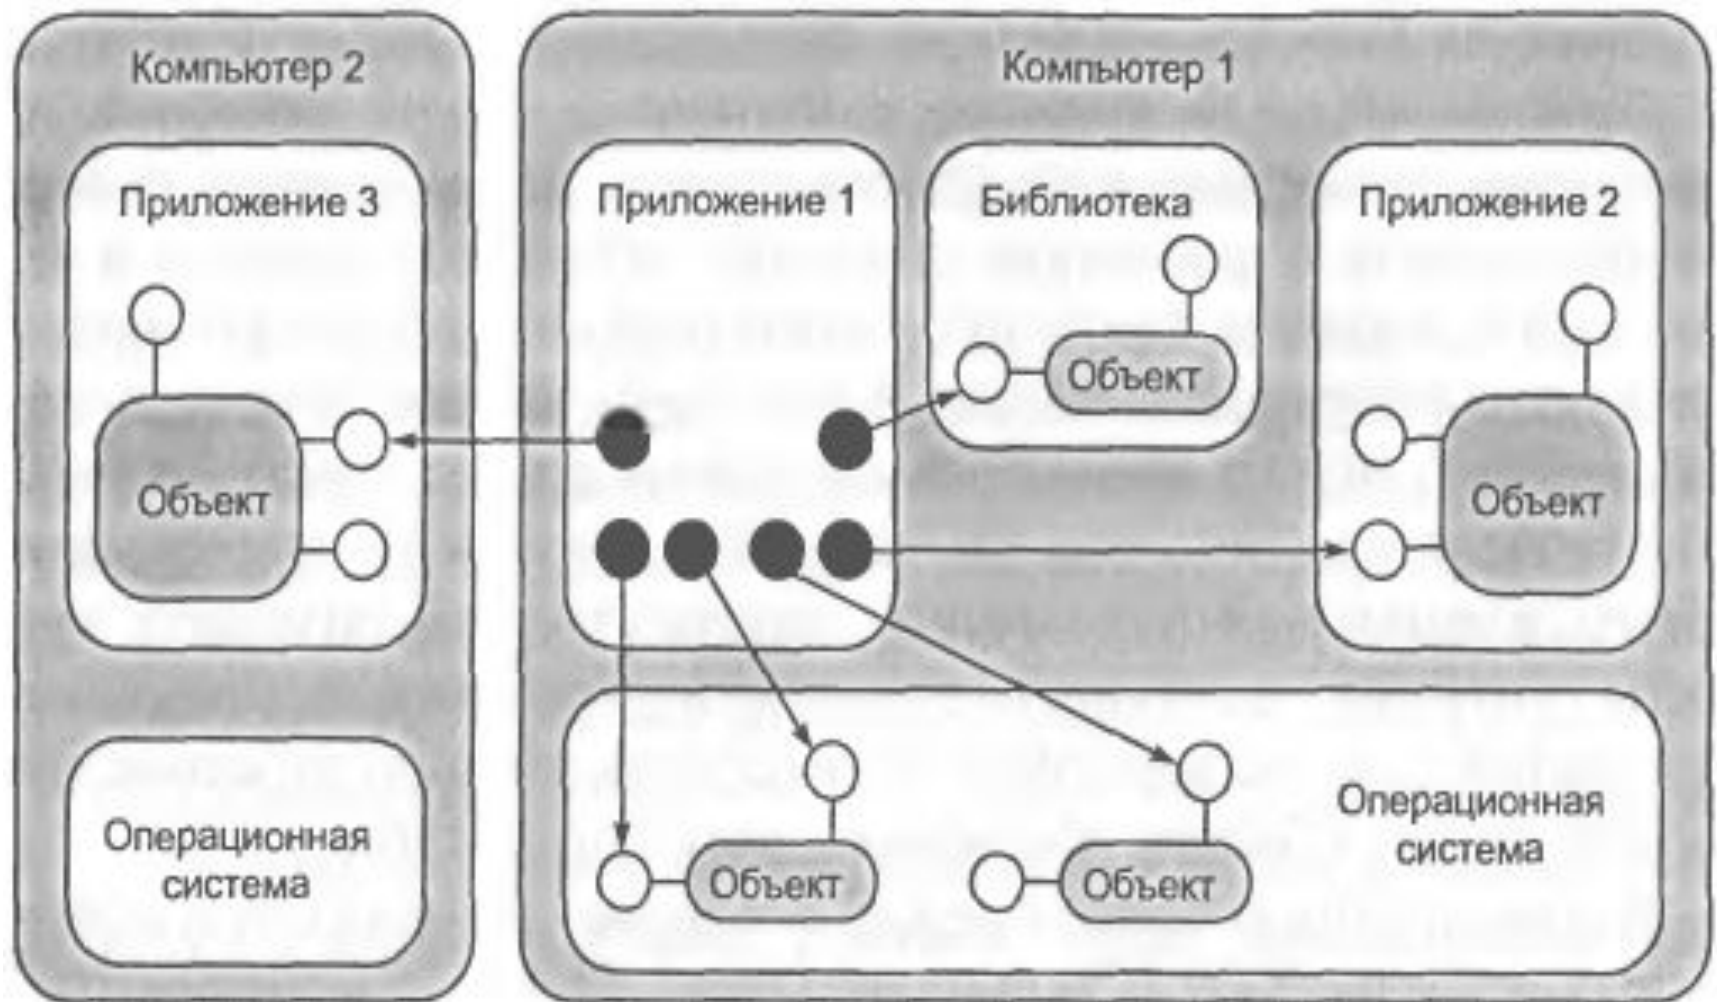 Компьютер 2
Компьютер 1
Приложение 3
Приложение 1
Библиотека
Приложение 2
Объект
Объект
Объект
Операционная
система
Операционная
система
Объект
Объект